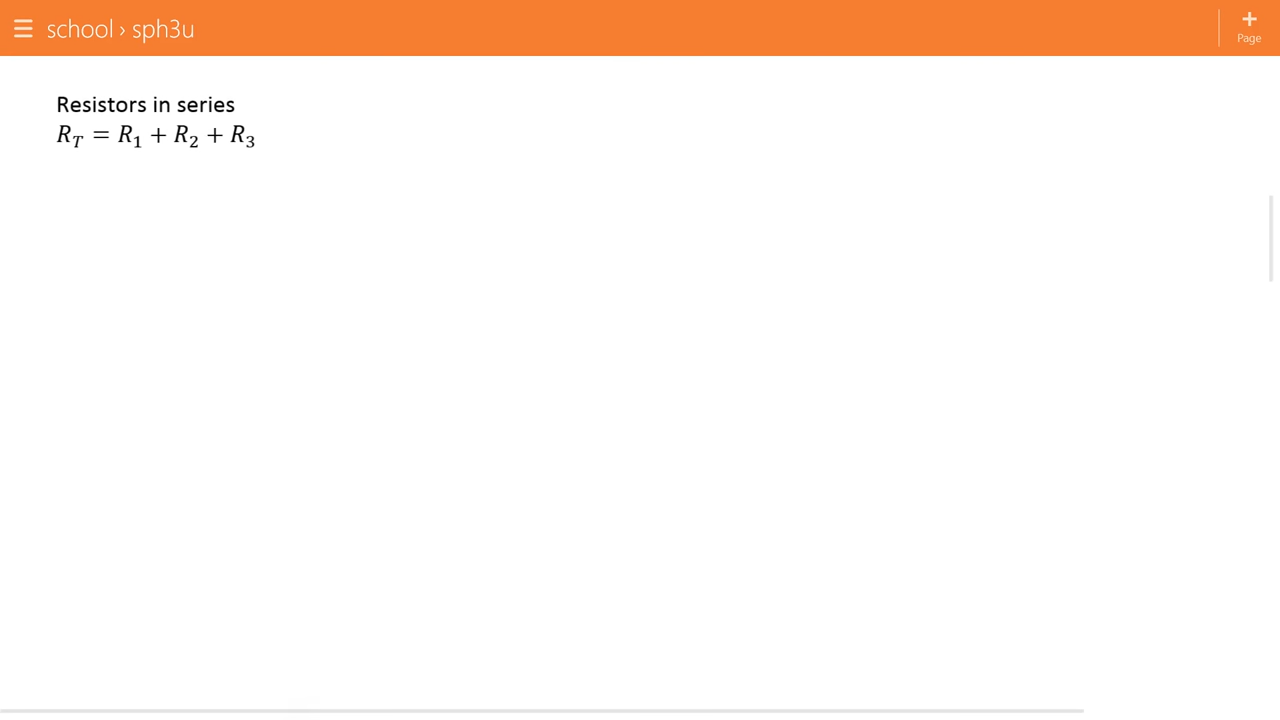 school › sph3u
Page
Resistors in series
R_T = R_1 + R_2 + R_3